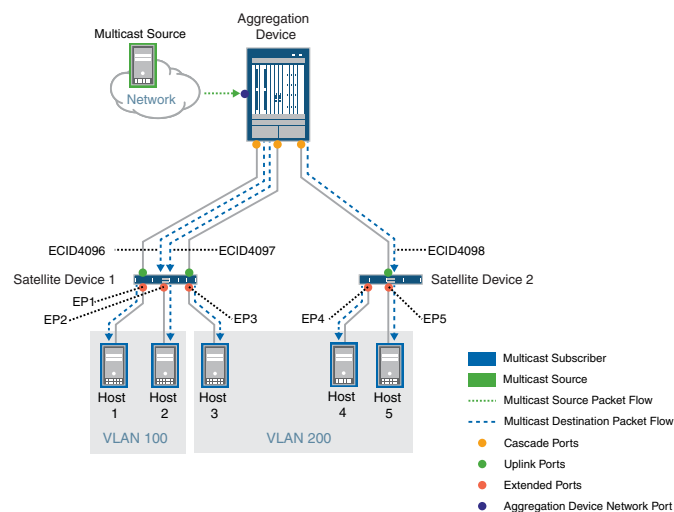 Aggregation
Device
Multicast Source
Network
ECID4096
ECID4097
ECID4098
Satellite Device 1
Satellite Device 2
EP1
EP2
EP3
EP4
EP5
Host
1
Host
2
Host
3
Host
4
Host
5
VLAN 100
VLAN 200
Multicast Subscriber
Multicast Source
Multicast Source Packet Flow
Multicast Destination Packet Flow
Cascade Ports
Uplink Ports
Extended Ports
Aggregation Device Network Port